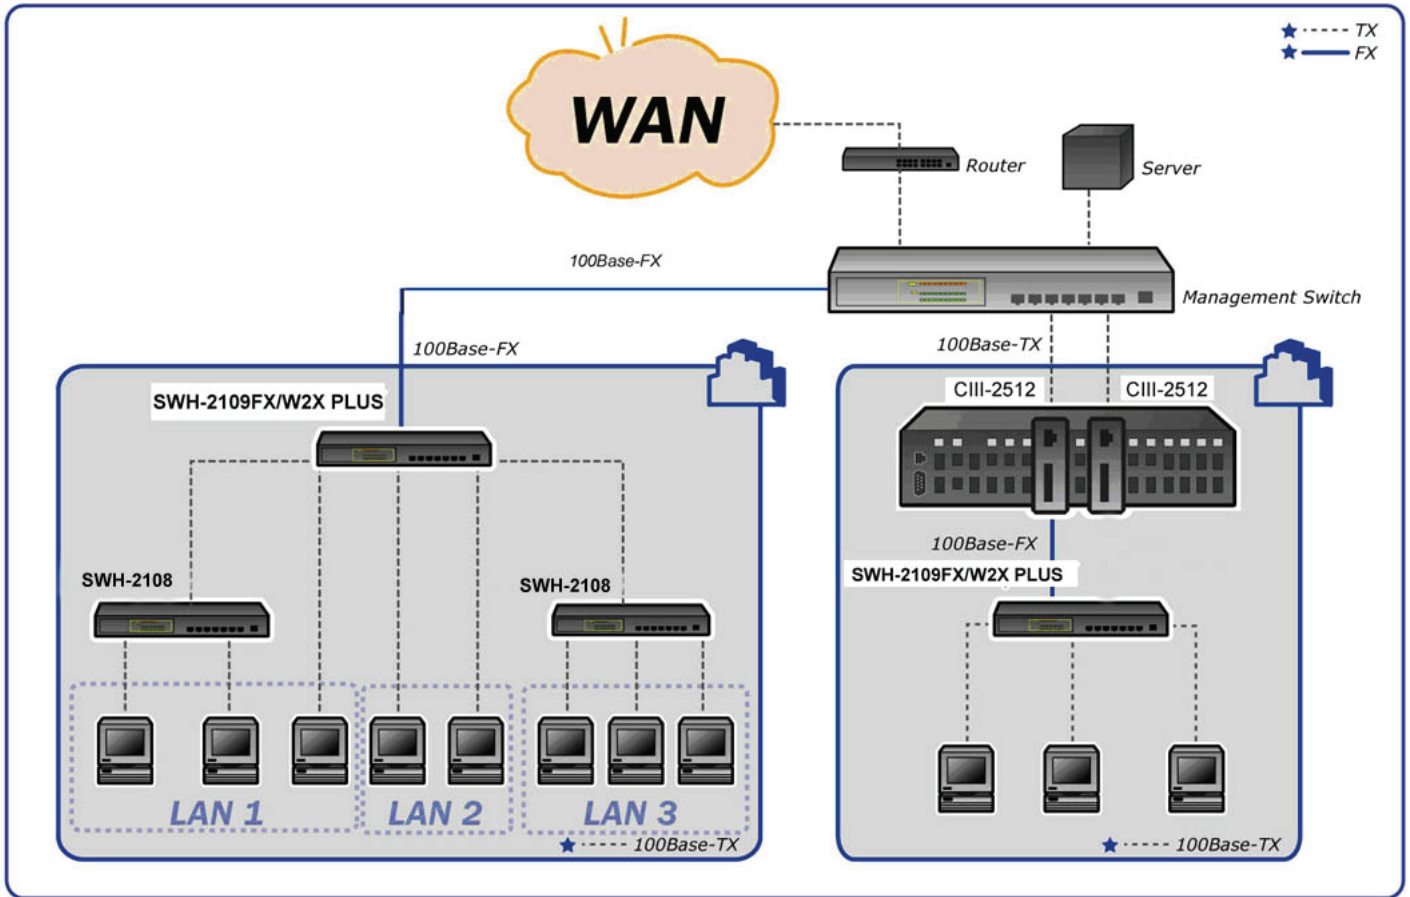 TX
FX
WAN
Router
Server
100Base-FX
Management Switch
100Base-FX
100Base-TX
CIII-2512
CIII-2512
SWH-2109FX/W2X PLUS
100Base-FX
SWH-2109FX/W2X PLUS
SWH-2108
SWH-2108
LAN 1
LAN 2
LAN 3
100Base-TX
100Base-TX